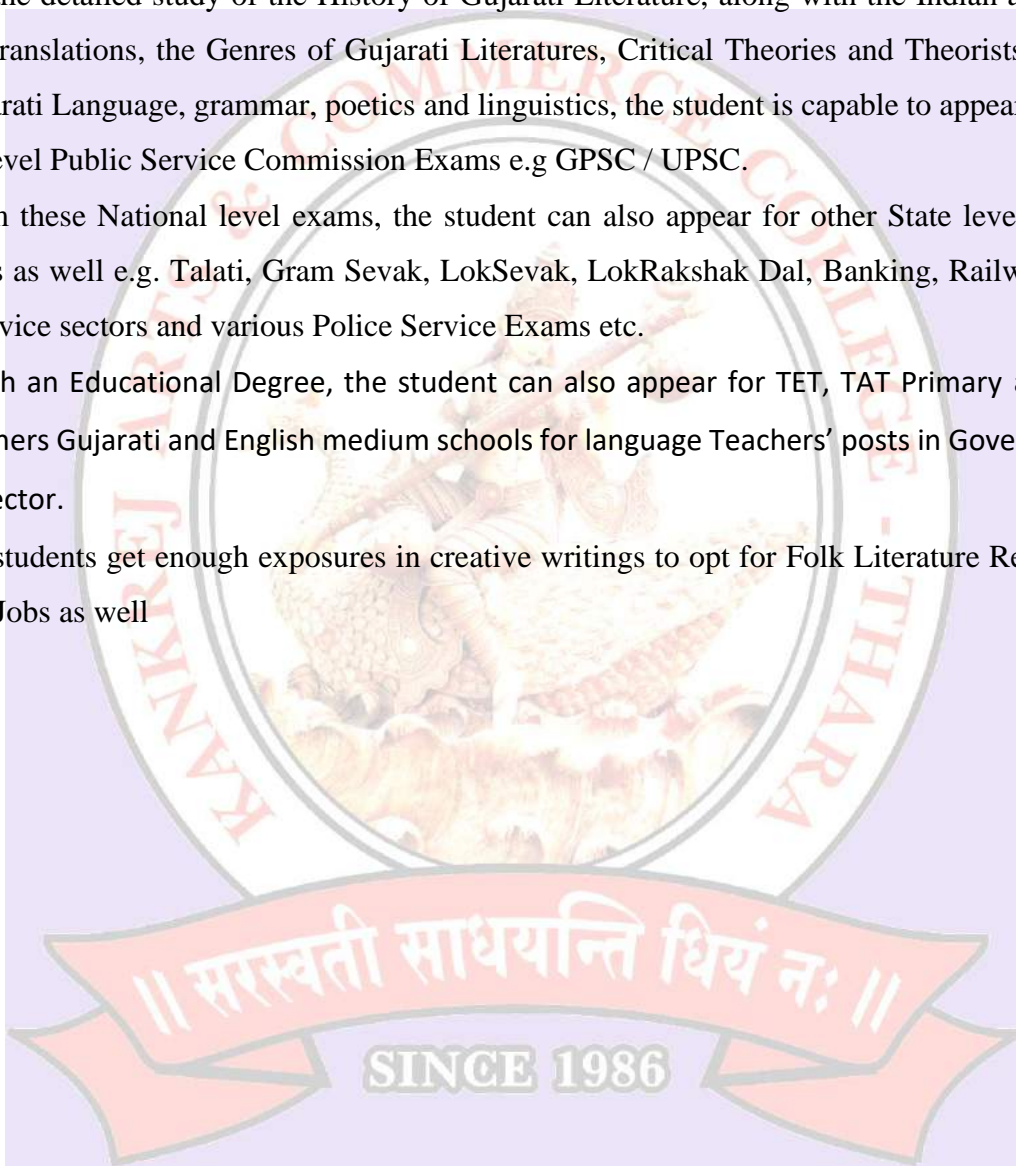 he detailed study of the History of Gujarati Literature, along with the Indian
ranslations, the Genres of Gujarati Literatures, Critical Theories and Theorists
arati Language, grammar, poetics and linguistics, the student is capable to appear
evel Public Service Commission Exams e.g GPSC / UPSC.
n these National level exams, the student can also appear for other State leve
s as well e.g. Talati, Gram Sevak, LokSevak, LokRakshak Dal, Banking, Railw
vice sectors and various Police Service Exams etc.
h an Educational Degree, the student can also appear for TET, TAT Primary a
ners Gujarati and English medium schools for language Teachers’ posts in Gove
ector.
students get enough exposures in creative writings to opt for Folk Literature Re
Jobs as well
KANKREJ ARTS & COMMERCE COLLEGE - THARA
॥ सरस्वती साधयन्ति धियं नः ॥
SINCE 1986